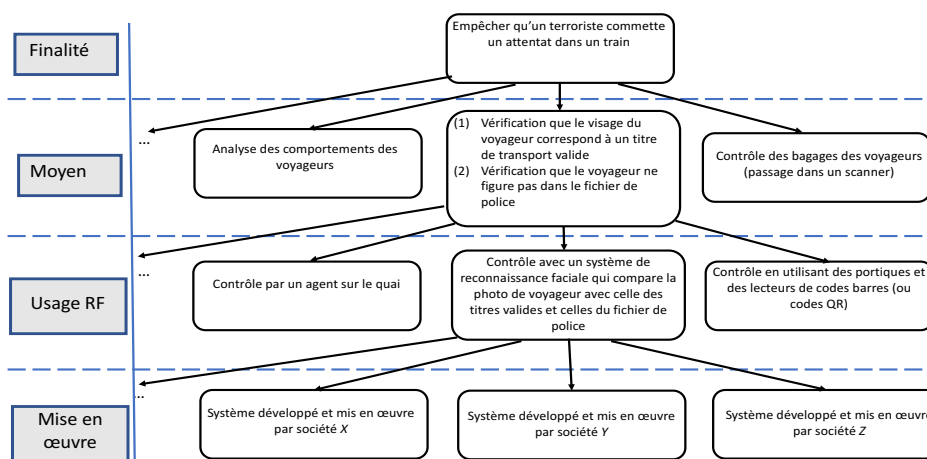 Finalité
Empêcher qu'un terroriste commette
un attentat dans un train
Moyen
...
Analyse des comportements des
voyageurs
(1) Vérification que le visage du
voyageur correspond à un titre
de transport valide
(2) Vérification que le voyageur ne
figure pas dans le fichier de
police
Contrôle des bagages des voyageurs
(passage dans un scanner)
Usage RF
...
Contrôle par un agent sur le quai
Contrôle avec un système de
reconnaissance faciale qui compare la
photo de voyageur avec celle des
titres valides et celles du fichier de
police
Contrôle en utilisant des portiques et
des lecteurs de codes barres (ou
codes QR)
Mise en
œuvre
...
Système développé et mis en œuvre
par société X
Système développé et mis en œuvre
par société Y
Système développé et mis en œuvre
par société Z